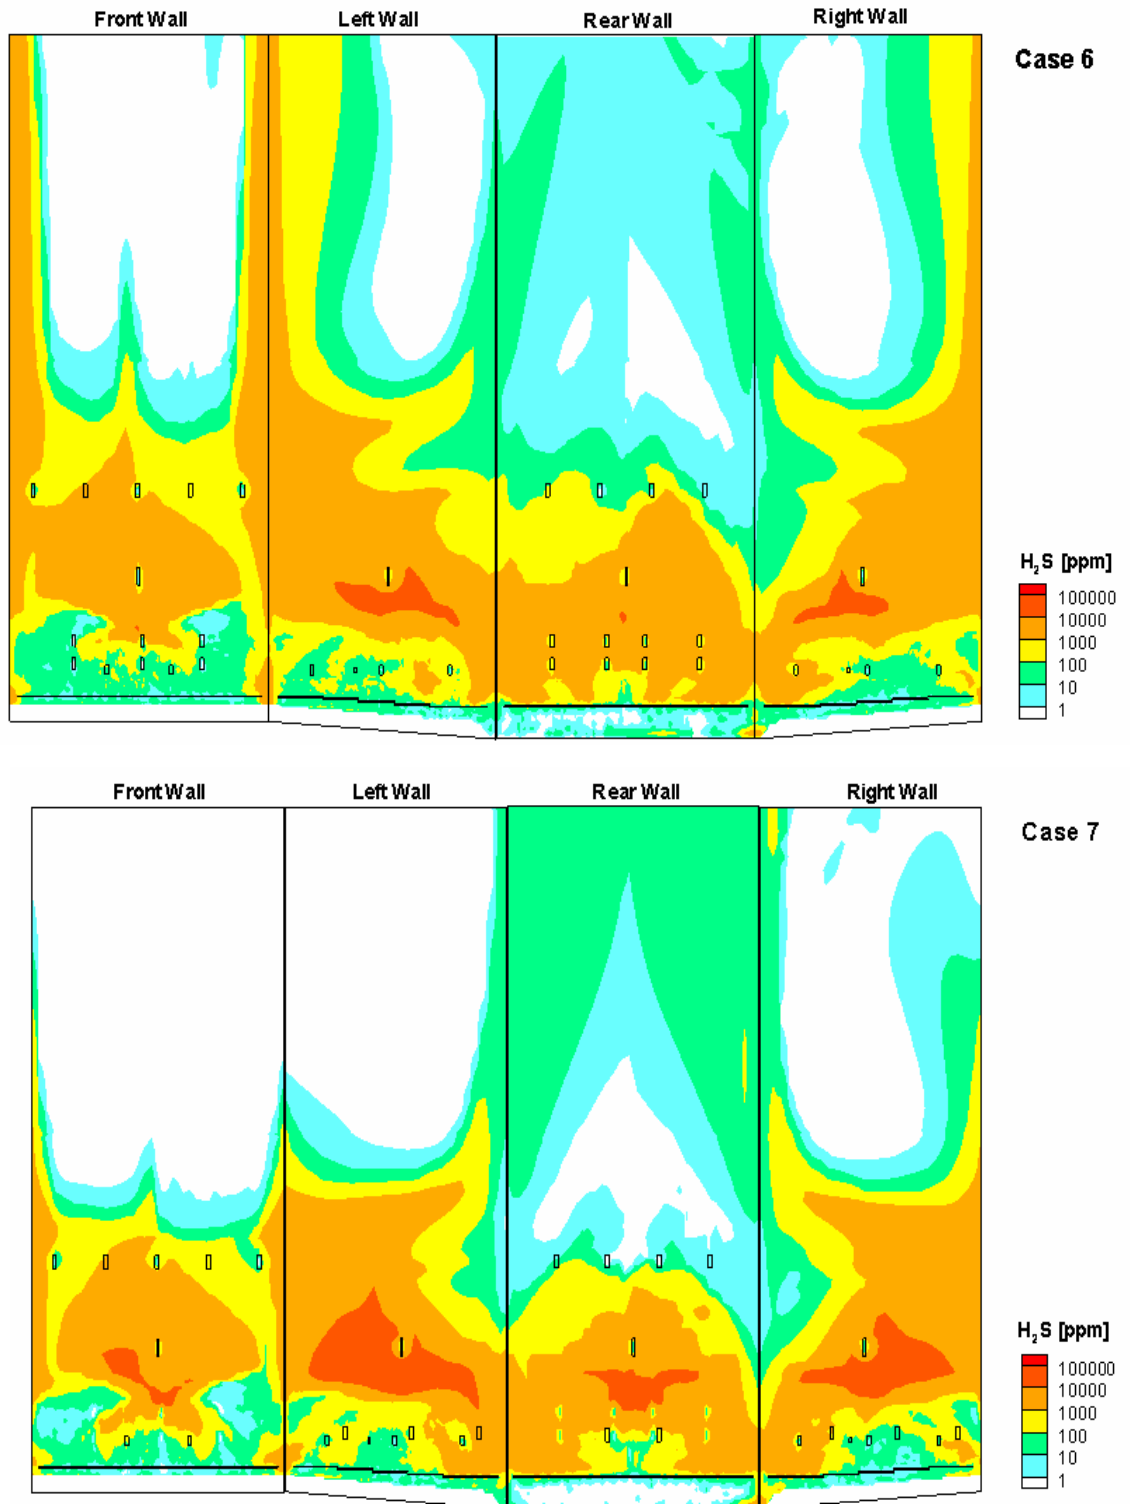 Front Wall Left Wall Rear Wall Right Wall
Case 6
H2S [ppm]
100000
10000
1000
100
10
1
Front Wall Left Wall Rear Wall Right Wall
Case 7
H2S [ppm]
100000
10000
1000
100
10
1